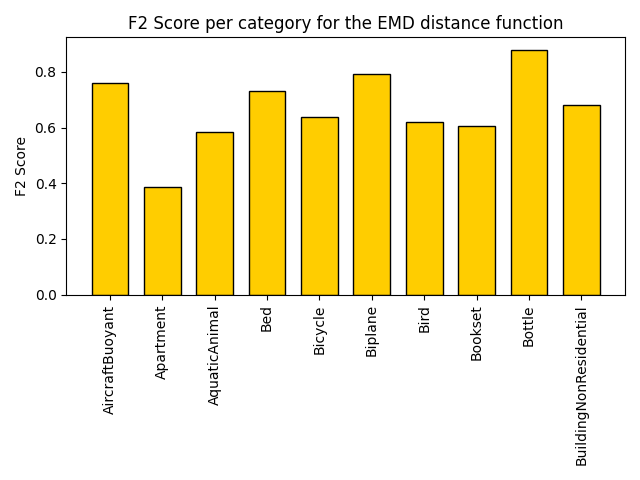 F2 Score per category for the EMD distance function
F2 Score
0.8
0.6
0.4
0.2
0.0
AircraftBuoyant
Apartment
AquaticAnimal
Bed
Bicycle
Biplane
Bird
Bookset
Bottle
BuildingNonResidential